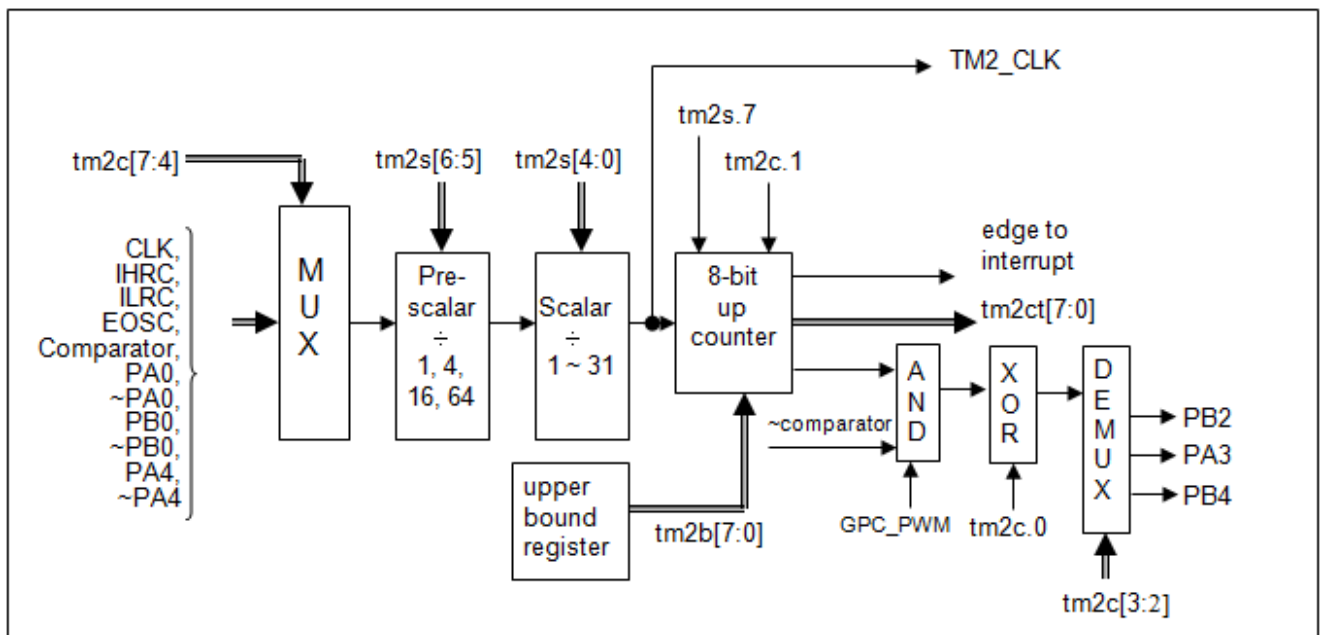 TM2_CLK
tm2s.7
tm2c[7:4]
tm2s[6:5]
tm2s[4:0]
tm2c.1
CLK,
IHRC,
ILRC,
EOSC,
Comparator,
PA0,
~PA0,
PB0,
~PB0,
PA4,
~PA4
M
U
X
Pre-
scalar
÷
1, 4,
16, 64
Scalar
÷
1 ~ 31
8-bit
up
counter
edge to
interrupt
tm2ct[7:0]
~comparator
A
N
D
X
O
R
D
E
M
U
X
PB2
PA3
PB4
upper
bound
register
tm2b[7:0]
GPC_PWM
tm2c.0
tm2c[3:2]